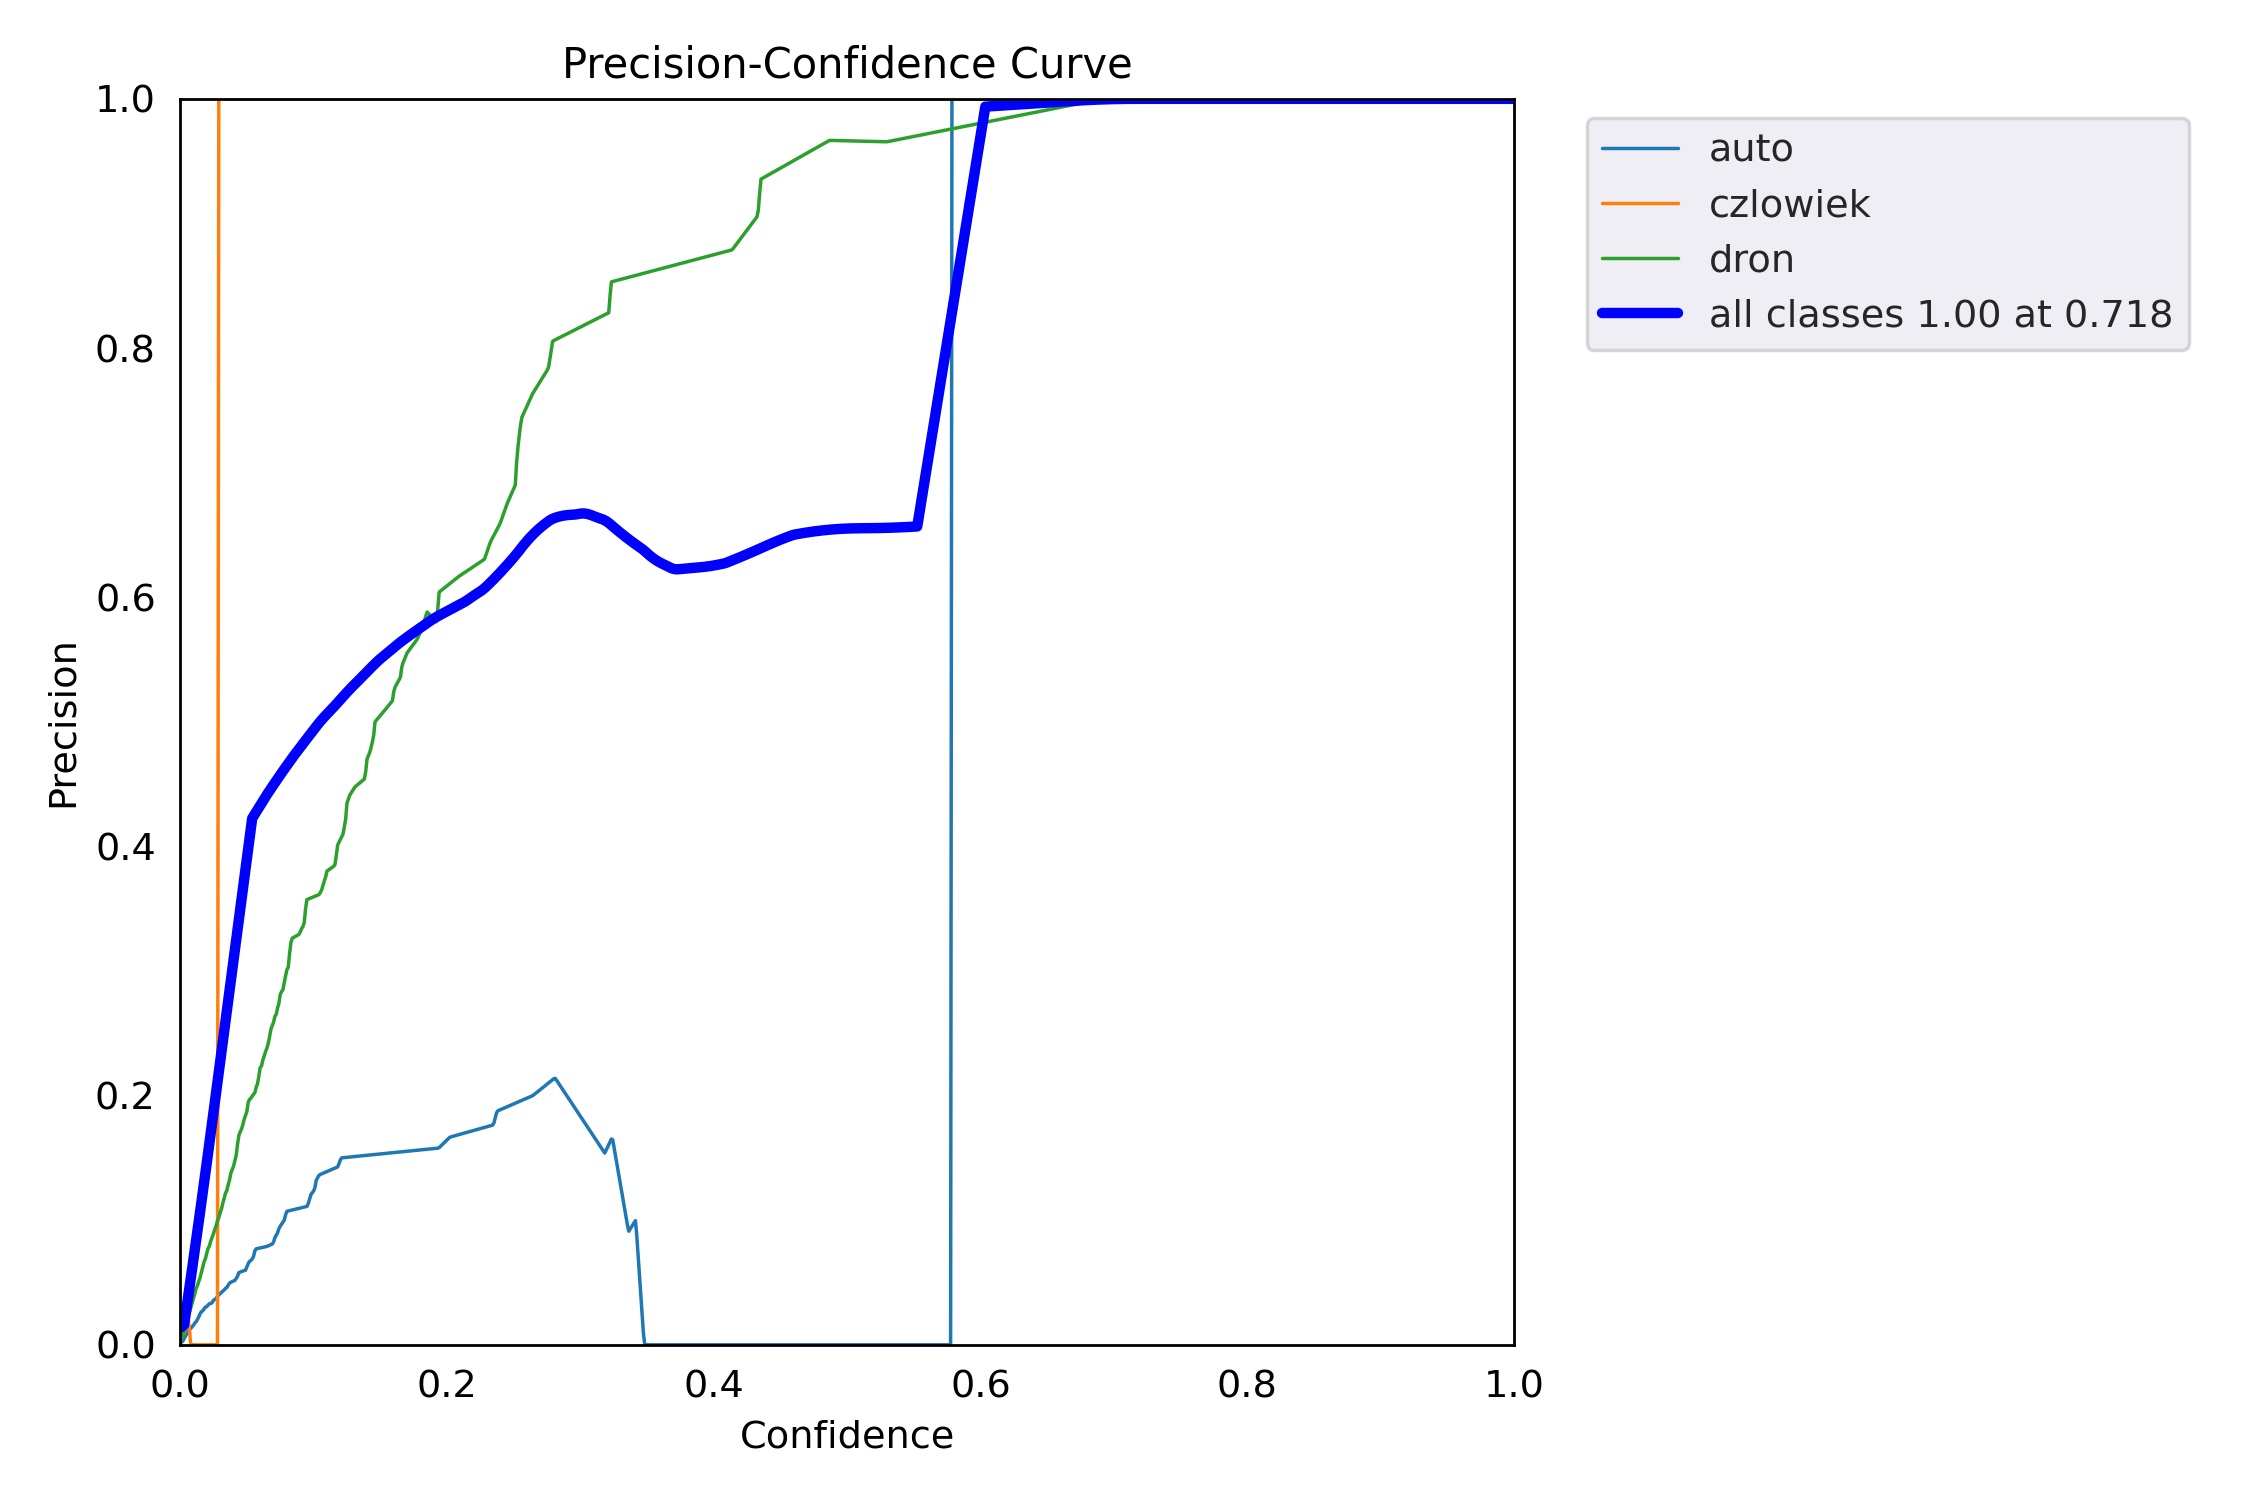 Precision-Confidence Curve
1.0
0.8
0.6
0.4
0.2
0.0
Precision
0.0 0.2 0.4 0.6 0.8 1.0
Confidence
auto
czlowiek
dron
all classes 1.00 at 0.718